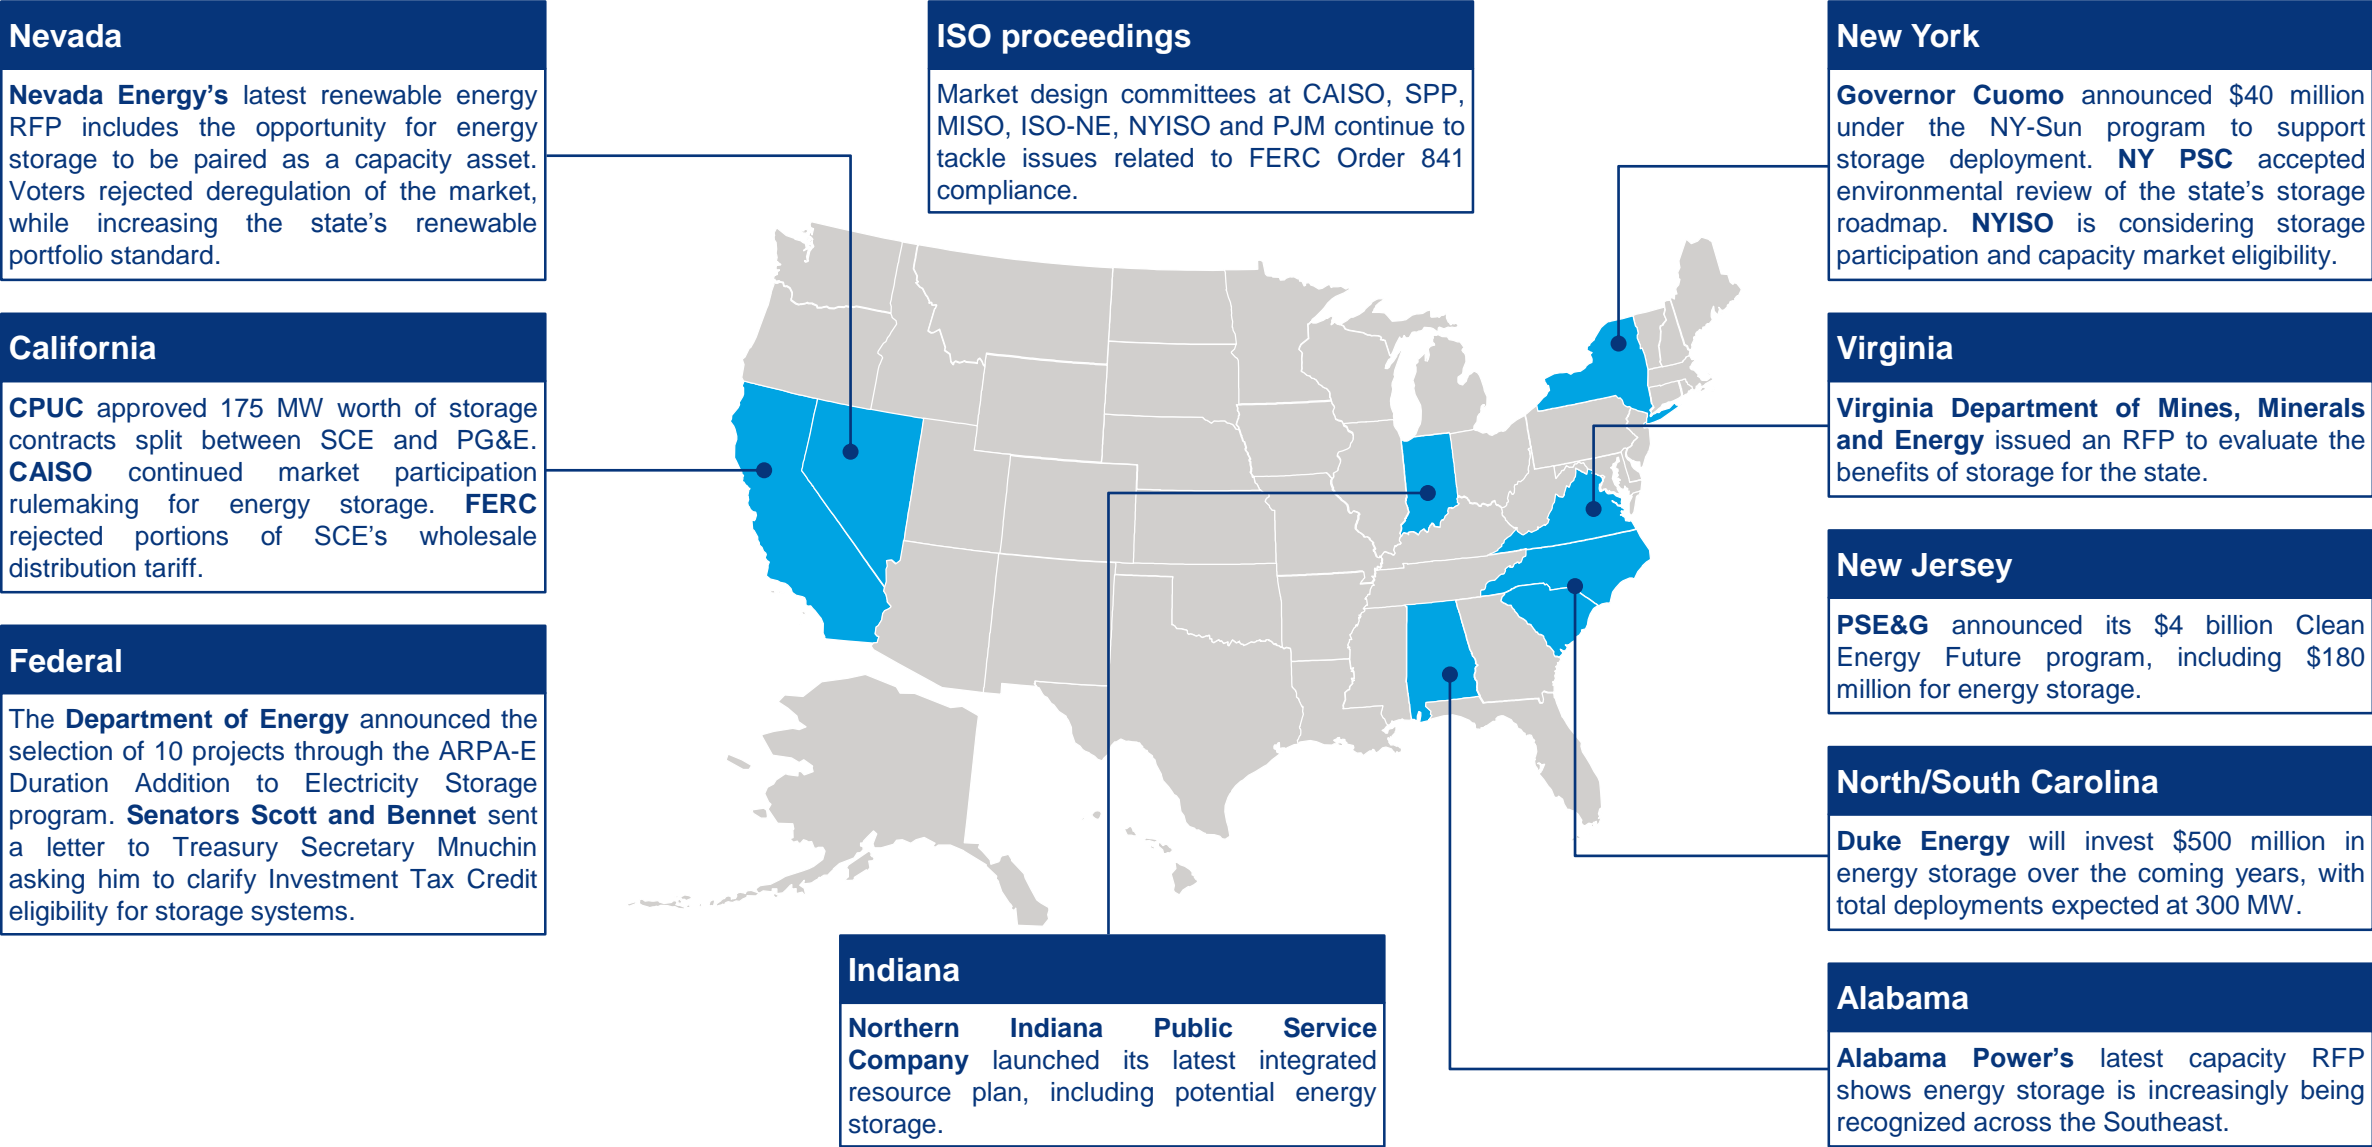 Nevada
Nevada Energy’s latest renewable energy
RFP includes the opportunity for energy
storage to be paired as a capacity asset.
Voters rejected deregulation of the market,
while increasing the state’s renewable
portfolio standard.
California
CPUC approved 175 MW worth of storage
contracts split between SCE and PG&E.
CAISO continued market participation
rulemaking for energy storage. FERC
rejected portions of SCE’s wholesale
distribution tariff.
Federal
The Department of Energy announced the
selection of 10 projects through the ARPA-E
Duration Addition to Electricity Storage
program. Senators Scott and Bennet sent
a letter to Treasury Secretary Mnuchin
asking him to clarify Investment Tax Credit
eligibility for storage systems.
ISO proceedings
Market design committees at CAISO, SPP,
MISO, ISO-NE, NYISO and PJM continue to
tackle issues related to FERC Order 841
compliance.
Indiana
Northern Indiana Public Service
Company launched its latest integrated
resource plan, including potential energy
storage.
New York
Governor Cuomo announced $40 million
under the NY-Sun program to support
storage deployment. NY PSC accepted
environmental review of the state’s storage
roadmap. NYISO is considering storage
participation and capacity market eligibility.
Virginia
Virginia Department of Mines, Minerals
and Energy issued an RFP to evaluate the
benefits of storage for the state.
New Jersey
PSE&G announced its $4 billion Clean
Energy Future program, including $180
million for energy storage.
North/South Carolina
Duke Energy will invest $500 million in
energy storage over the coming years, with
total deployments expected at 300 MW.
Alabama
Alabama Power’s latest capacity RFP
shows energy storage is increasingly being
recognized across the Southeast.